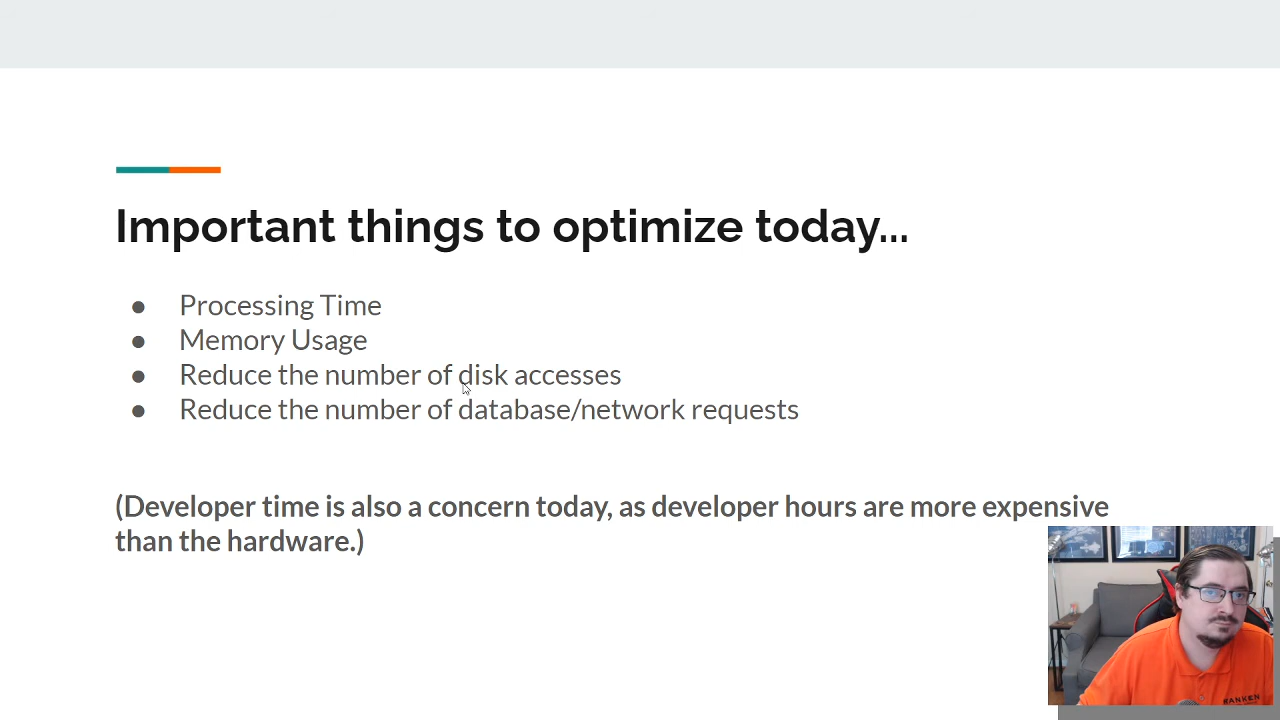 Important things to optimize today...
● Processing Time
● Memory Usage
● Reduce the number of disk accesses
● Reduce the number of database/network requests
(Developer time is also a concern today, as developer hours are more expensive
than the hardware.)
RANKEN